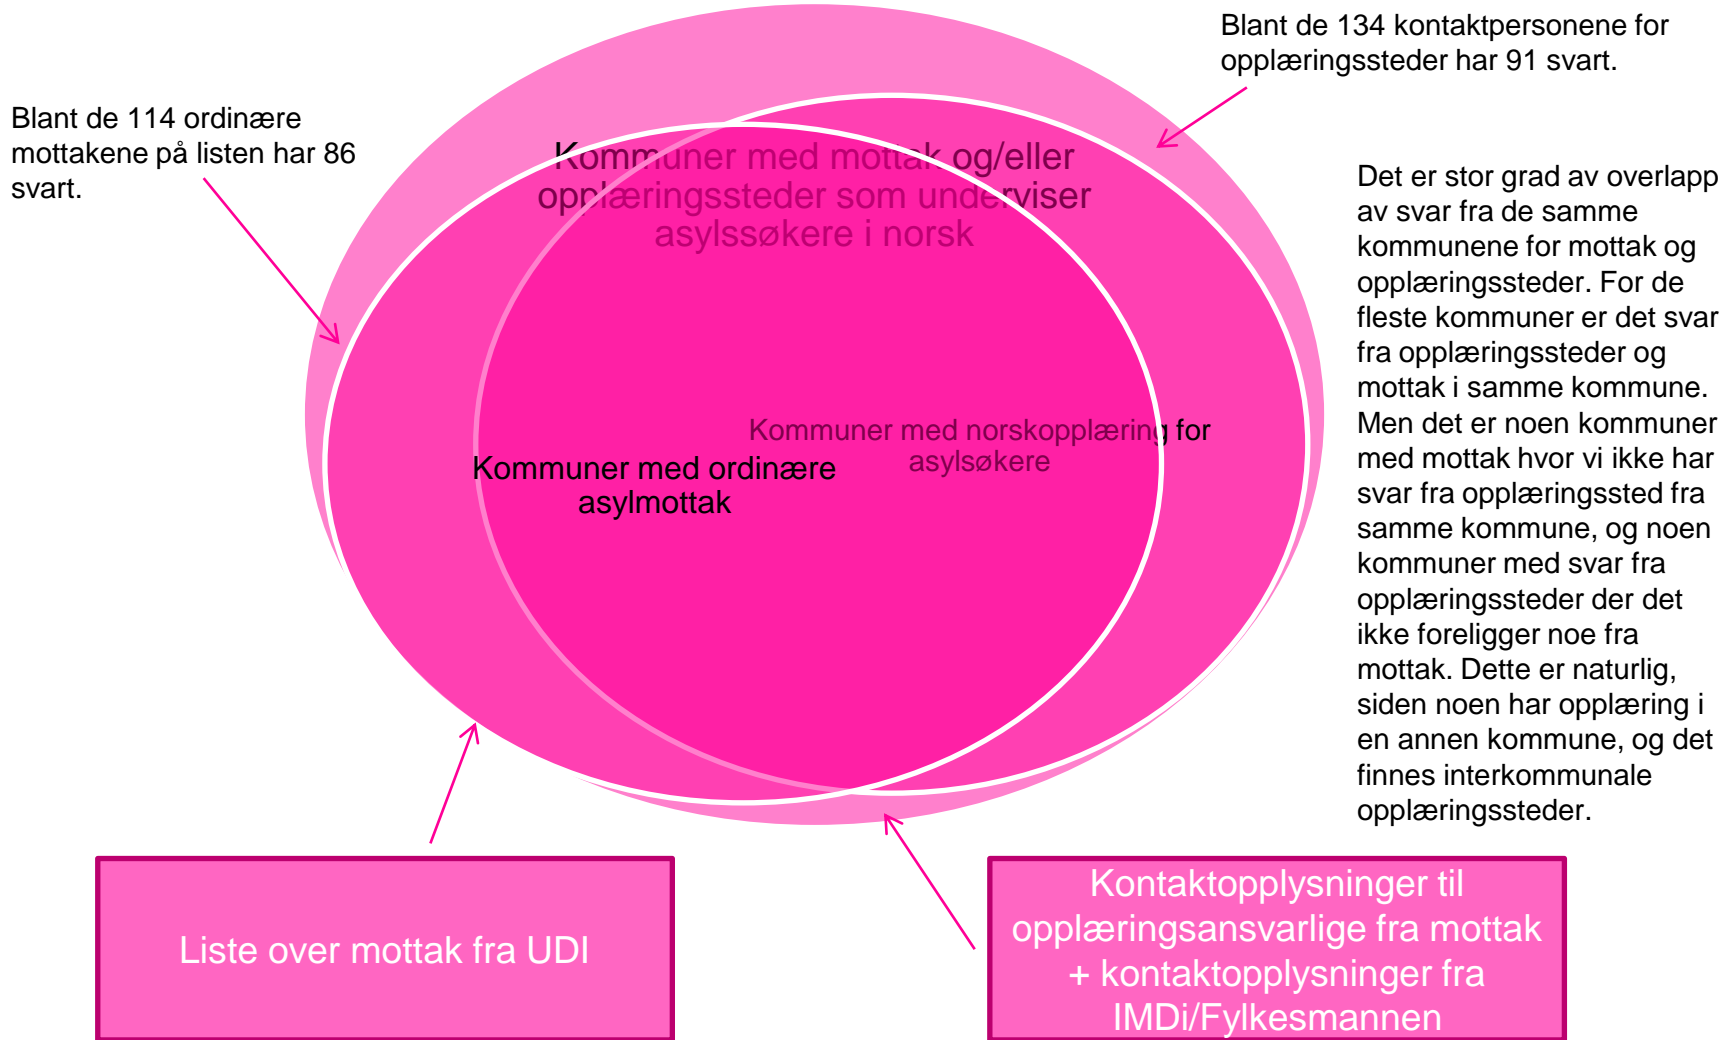 Blant de 134 kontaktpersonene for
opplæringssteder har 91 svart.
Blant de 114 ordinære
mottakene på listen har 86
svart.
Kommuner med mottak og/eller
opplæringssteder som underviser
asylssøkere i norsk
Det er stor grad av overlapp
av svar fra de samme
kommunene for mottak og
opplæringssteder. For de
fleste kommuner er det svar
fra opplæringssteder og
mottak i samme kommune.
Men det er noen kommuner
med mottak hvor vi ikke har
svar fra opplæringssted fra
samme kommune, og noen
kommuner med svar fra
opplæringssteder der det
ikke foreligger noe fra
mottak. Dette er naturlig,
siden noen har opplæring i
en annen kommune, og det
finnes interkommunale
opplæringssteder.
Kommuner med norskopplæring for
asylsøkere
Kommuner med ordinære
asylmottak
Liste over mottak fra UDI
Kontaktopplysninger til
opplæringsansvarlige fra mottak
+ kontaktopplysninger fra
IMDi/Fylkesmannen